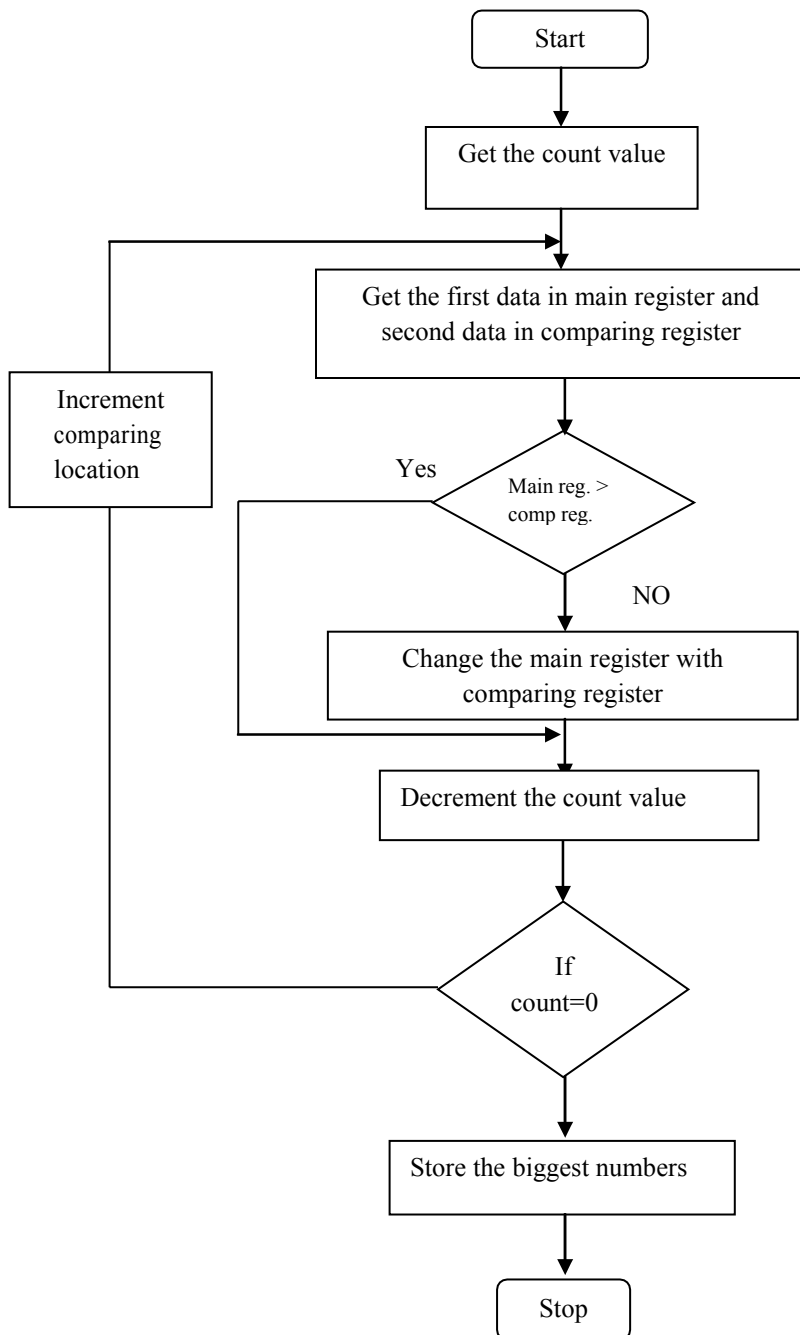 Start
Get the count value
Get the first data in main register and
second data in comparing register
Increment
comparing
location
Yes
Main reg. >
comp reg.
NO
Change the main register with
comparing register
Decrement the count value
If
count=0
Store the biggest numbers
Stop